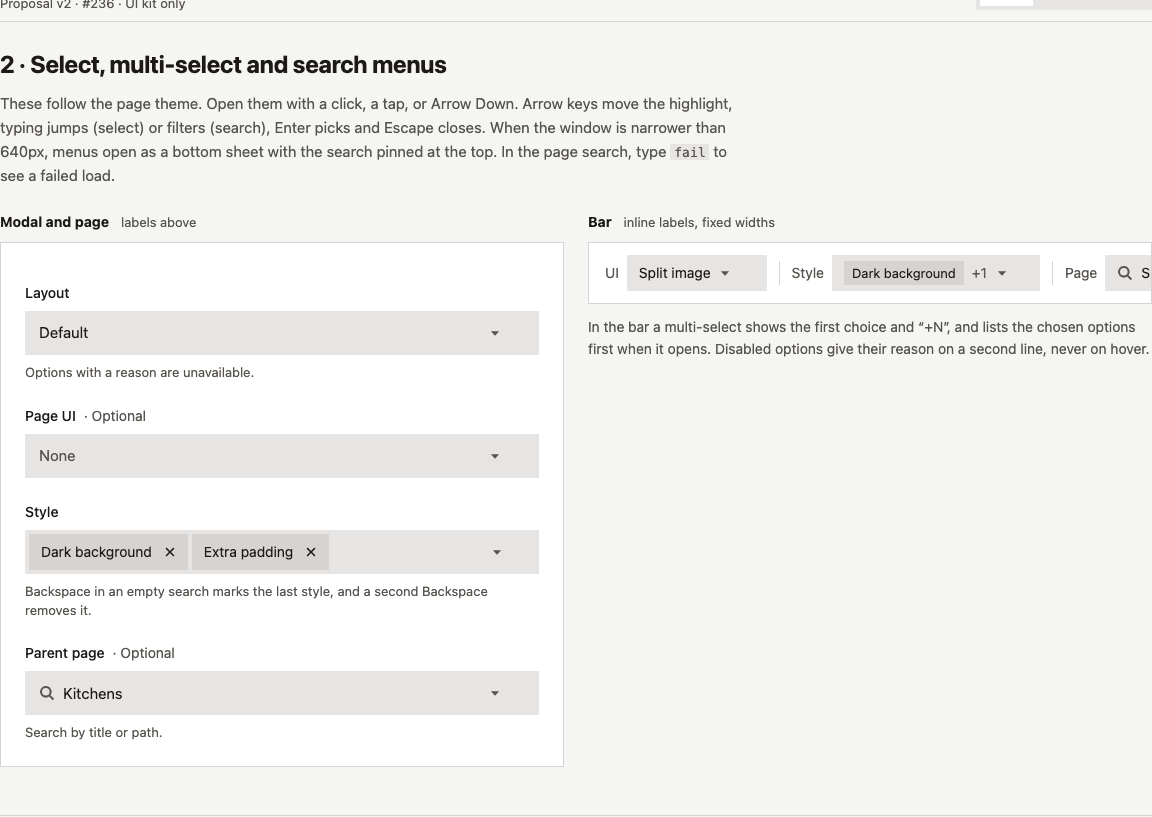 Proposal v2 · #236 · UI kit only
2 · Select, multi-select and search menus
These follow the page theme. Open them with a click, a tap, or Arrow Down. Arrow keys move the highlight,
typing jumps (select) or filters (search), Enter picks and Escape closes. When the window is narrower than
640px, menus open as a bottom sheet with the search pinned at the top. In the page search, type fail to
see a failed load.
Modal and page labels above
Layout
Default
Options with a reason are unavailable.
Page UI · Optional
None
Style
Dark background ✕ Extra padding ✕
Backspace in an empty search marks the last style, and a second Backspace
removes it.
Parent page · Optional
Kitchens
Search by title or path.
Bar inline labels, fixed widths
UI Split image Style Dark background +1 Page S
In the bar a multi-select shows the first choice and “+N”, and lists the chosen options
first when it opens. Disabled options give their reason on a second line, never on hover.